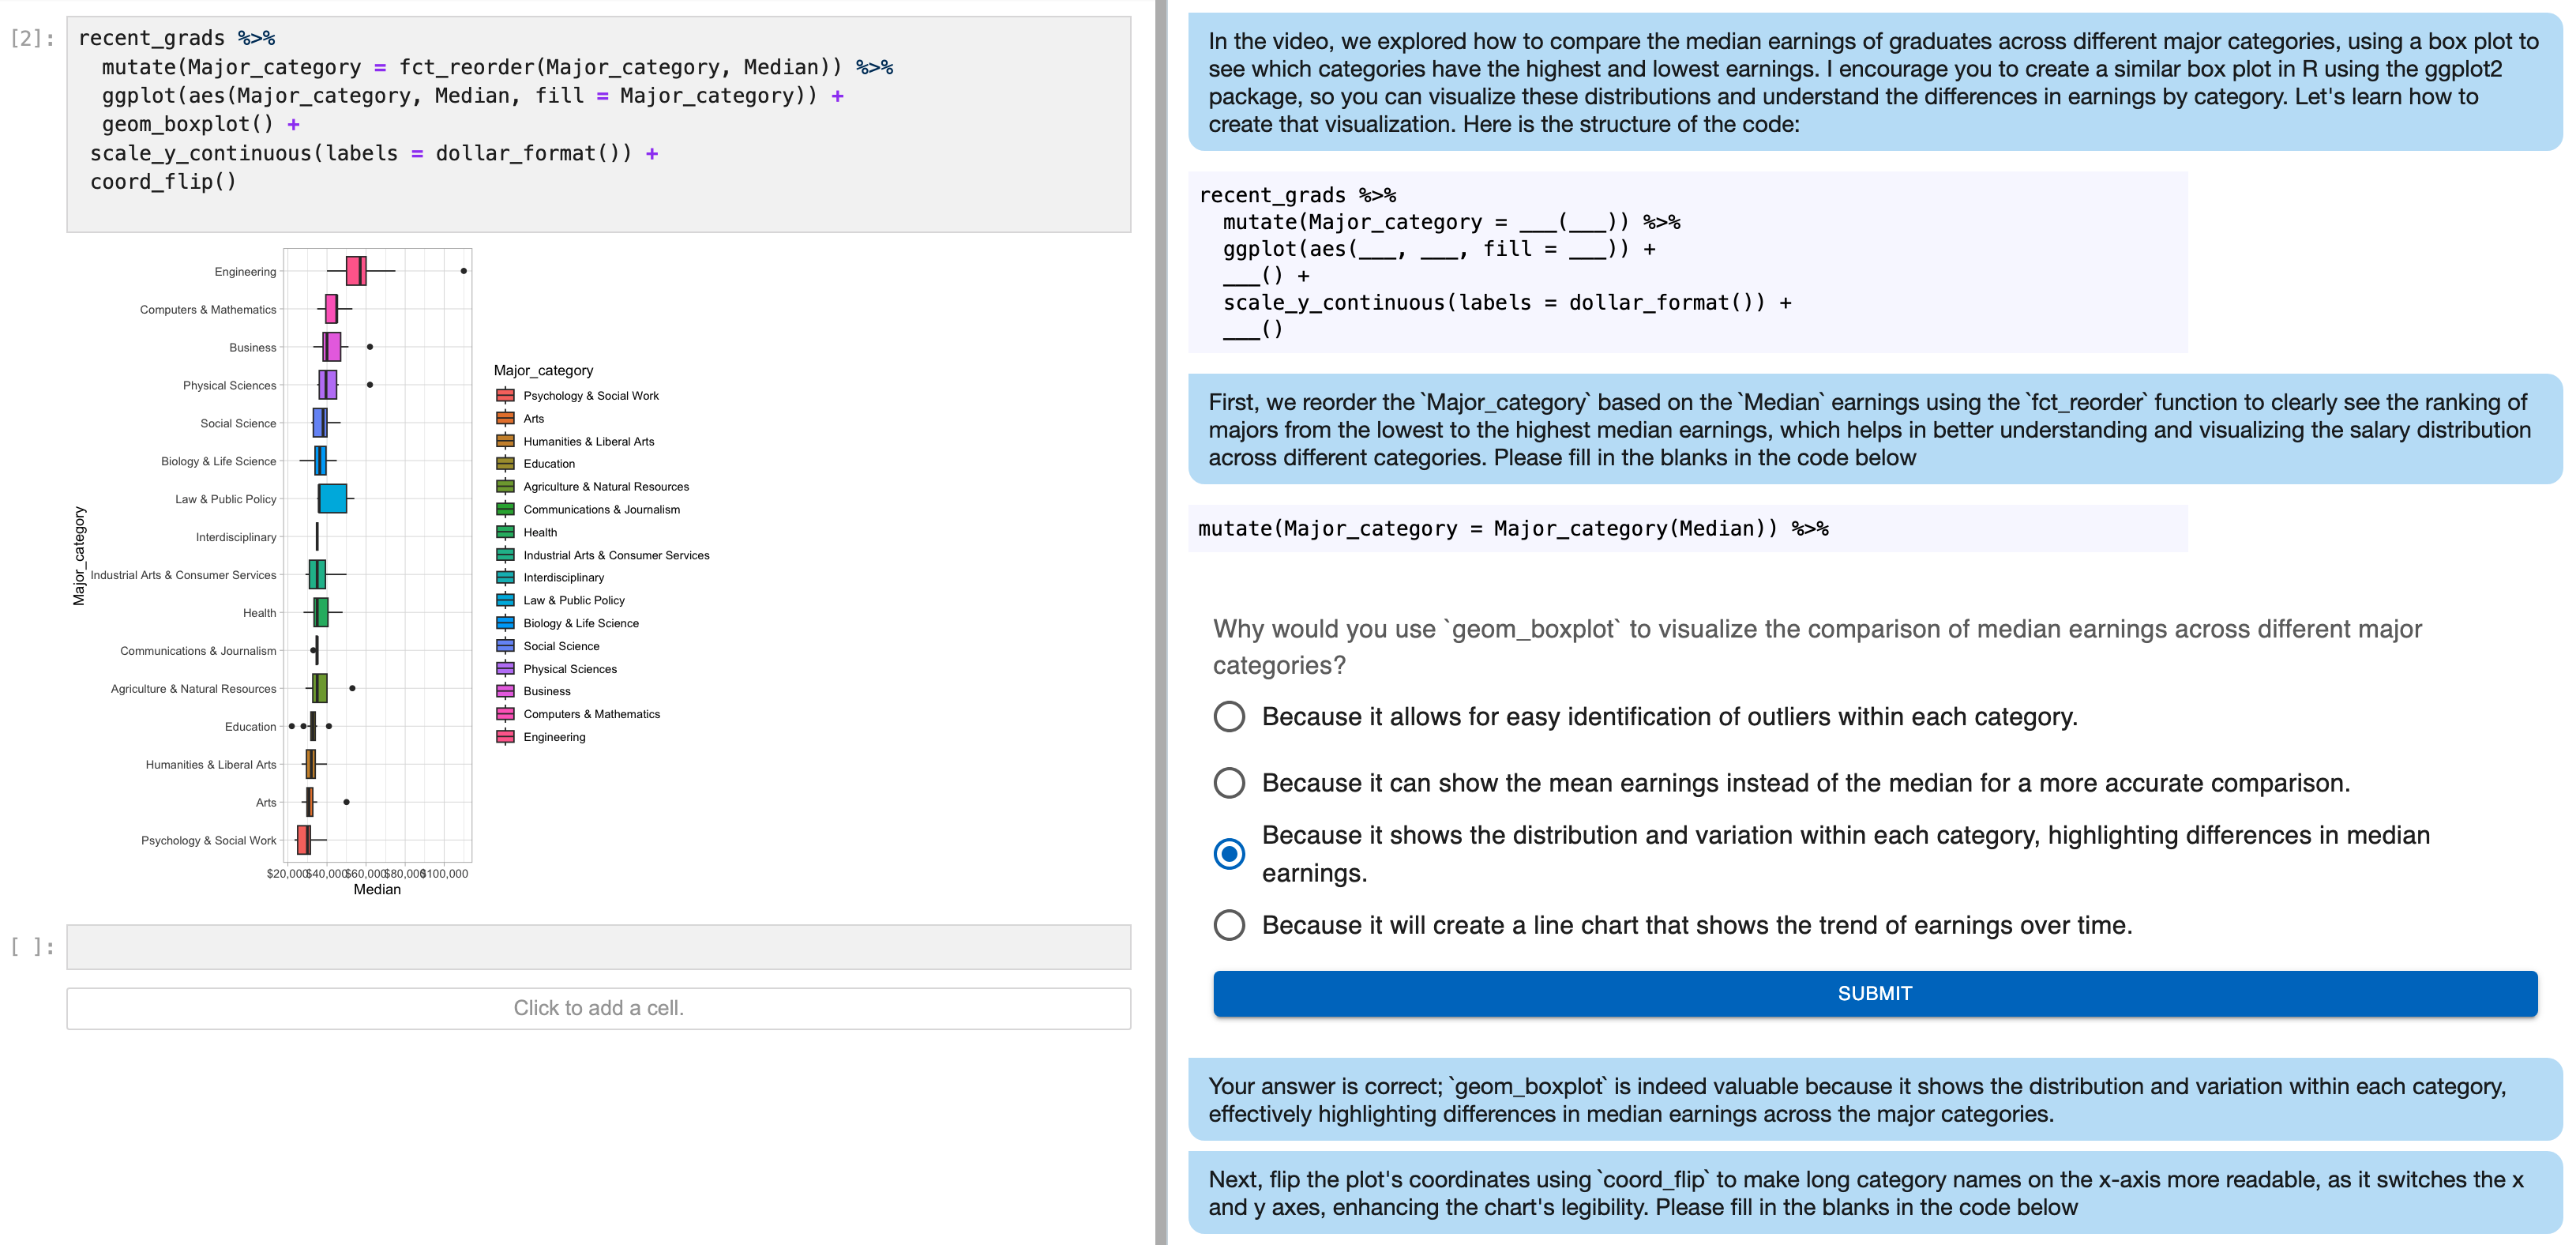 [2]:
recent_grads %>%
  mutate(Major_category = fct_reorder(Major_category, Median)) %>%
  ggplot(aes(Major_category, Median, fill = Major_category)) +
  geom_boxplot() +
 scale_y_continuous(labels = dollar_format()) +
 coord_flip()
Major_category
Engineering
Computers & Mathematics
Business
Physical Sciences
Social Science
Biology & Life Science
Law & Public Policy
Interdisciplinary
Industrial Arts & Consumer Services
Health
Communications & Journalism
Agriculture & Natural Resources
Education
Humanities & Liberal Arts
Arts
Psychology & Social Work
$20,000 $40,000 $60,000 $80,000 $100,000
Median
Major_category
Psychology & Social Work
Arts
Humanities & Liberal Arts
Education
Agriculture & Natural Resources
Communications & Journalism
Health
Industrial Arts & Consumer Services
Interdisciplinary
Law & Public Policy
Biology & Life Science
Social Science
Physical Sciences
Business
Computers & Mathematics
Engineering
[ ]:
Click to add a cell.
In the video, we explored how to compare the median earnings of graduates across different major categories, using a box plot to
see which categories have the highest and lowest earnings. I encourage you to create a similar box plot in R using the ggplot2
package, so you can visualize these distributions and understand the differences in earnings by category. Let's learn how to
create that visualization. Here is the structure of the code:
recent_grads %>%
  mutate(Major_category = ___(___)) %>%
  ggplot(aes(___, ___, fill = ___)) +
  ___() +
  scale_y_continuous(labels = dollar_format()) +
  ___()
First, we reorder the `Major_category` based on the `Median` earnings using the `fct_reorder` function to clearly see the ranking of
majors from the lowest to the highest median earnings, which helps in better understanding and visualizing the salary distribution
across different categories. Please fill in the blanks in the code below
mutate(Major_category = Major_category(Median)) %>%
Why would you use `geom_boxplot` to visualize the comparison of median earnings across different major
categories?
Because it allows for easy identification of outliers within each category.
Because it can show the mean earnings instead of the median for a more accurate comparison.
Because it shows the distribution and variation within each category, highlighting differences in median
earnings.
Because it will create a line chart that shows the trend of earnings over time.
SUBMIT
Your answer is correct; `geom_boxplot` is indeed valuable because it shows the distribution and variation within each category,
effectively highlighting differences in median earnings across the major categories.
Next, flip the plot's coordinates using `coord_flip` to make long category names on the x-axis more readable, as it switches the x
and y axes, enhancing the chart's legibility. Please fill in the blanks in the code below